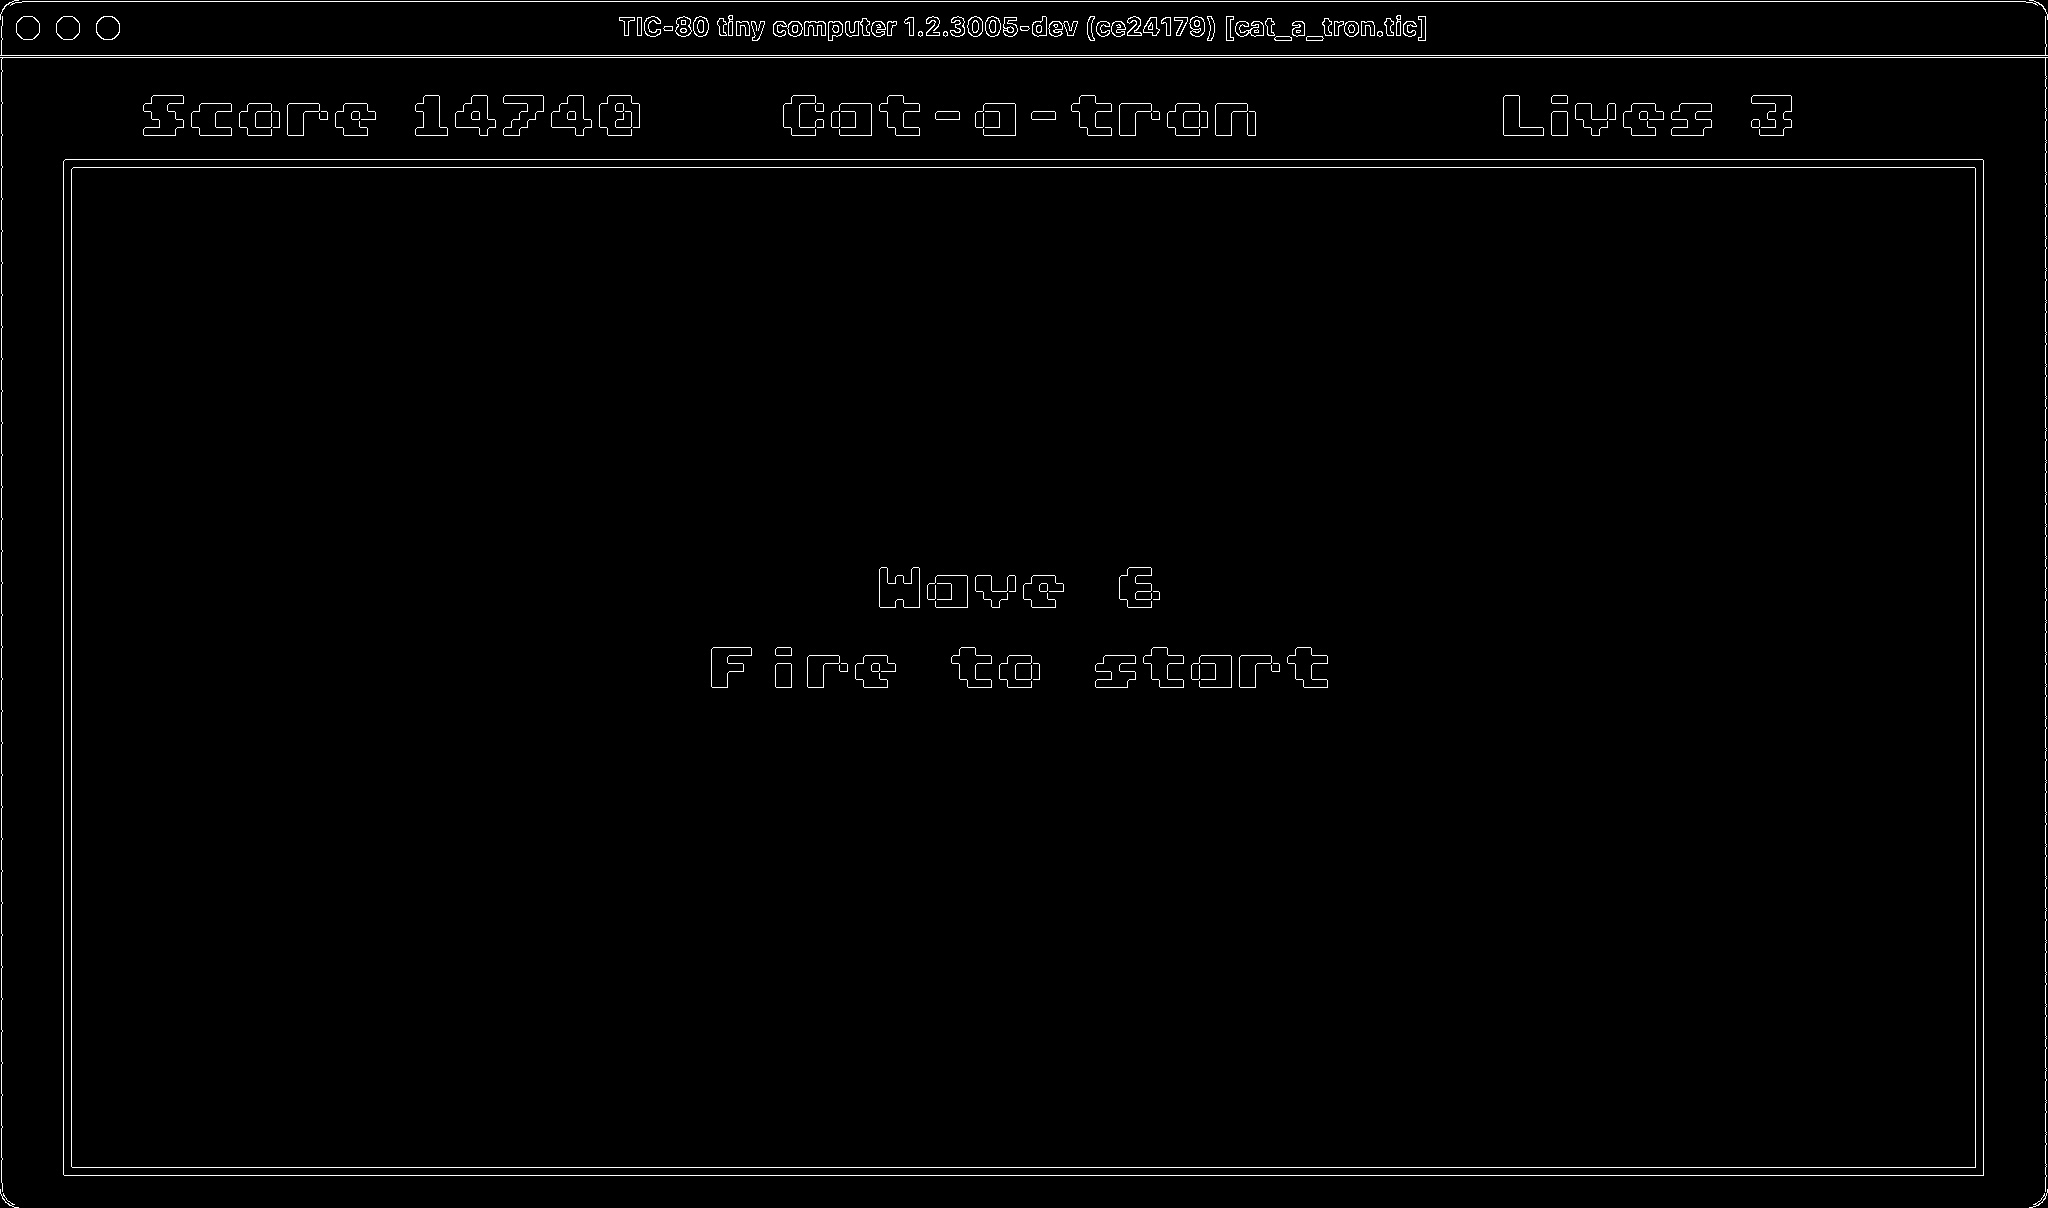 TIC-80 tiny computer 1.2.3005-dev (ce24179) [cat_a_tron.tic]
Score 14740 Cat-a-tron Lives 3
Wave 6
Fire to start